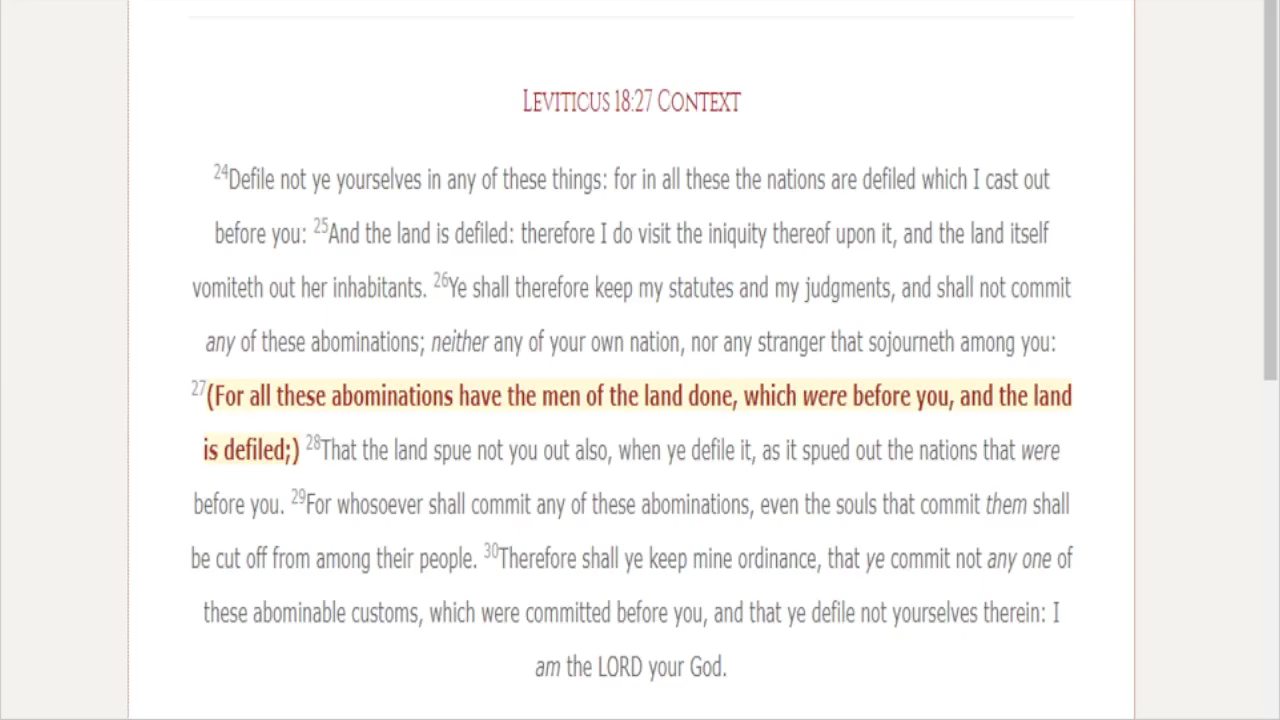 LEVITICUS 18:27 CONTEXT
24Defile not ye yourselves in any of these things: for in all these the nations are defiled which I cast out
before you: 25And the land is defiled: therefore I do visit the iniquity thereof upon it, and the land itself
vomiteth out her inhabitants. 26Ye shall therefore keep my statutes and my judgments, and shall not commit
any of these abominations; neither any of your own nation, nor any stranger that sojourneth among you:
27(For all these abominations have the men of the land done, which were before you, and the land
is defiled;) 28That the land spue not you out also, when ye defile it, as it spued out the nations that were
before you. 29For whosoever shall commit any of these abominations, even the souls that commit them shall
be cut off from among their people. 30Therefore shall ye keep mine ordinance, that ye commit not any one of
these abominable customs, which were committed before you, and that ye defile not yourselves therein: I
am the LORD your God.